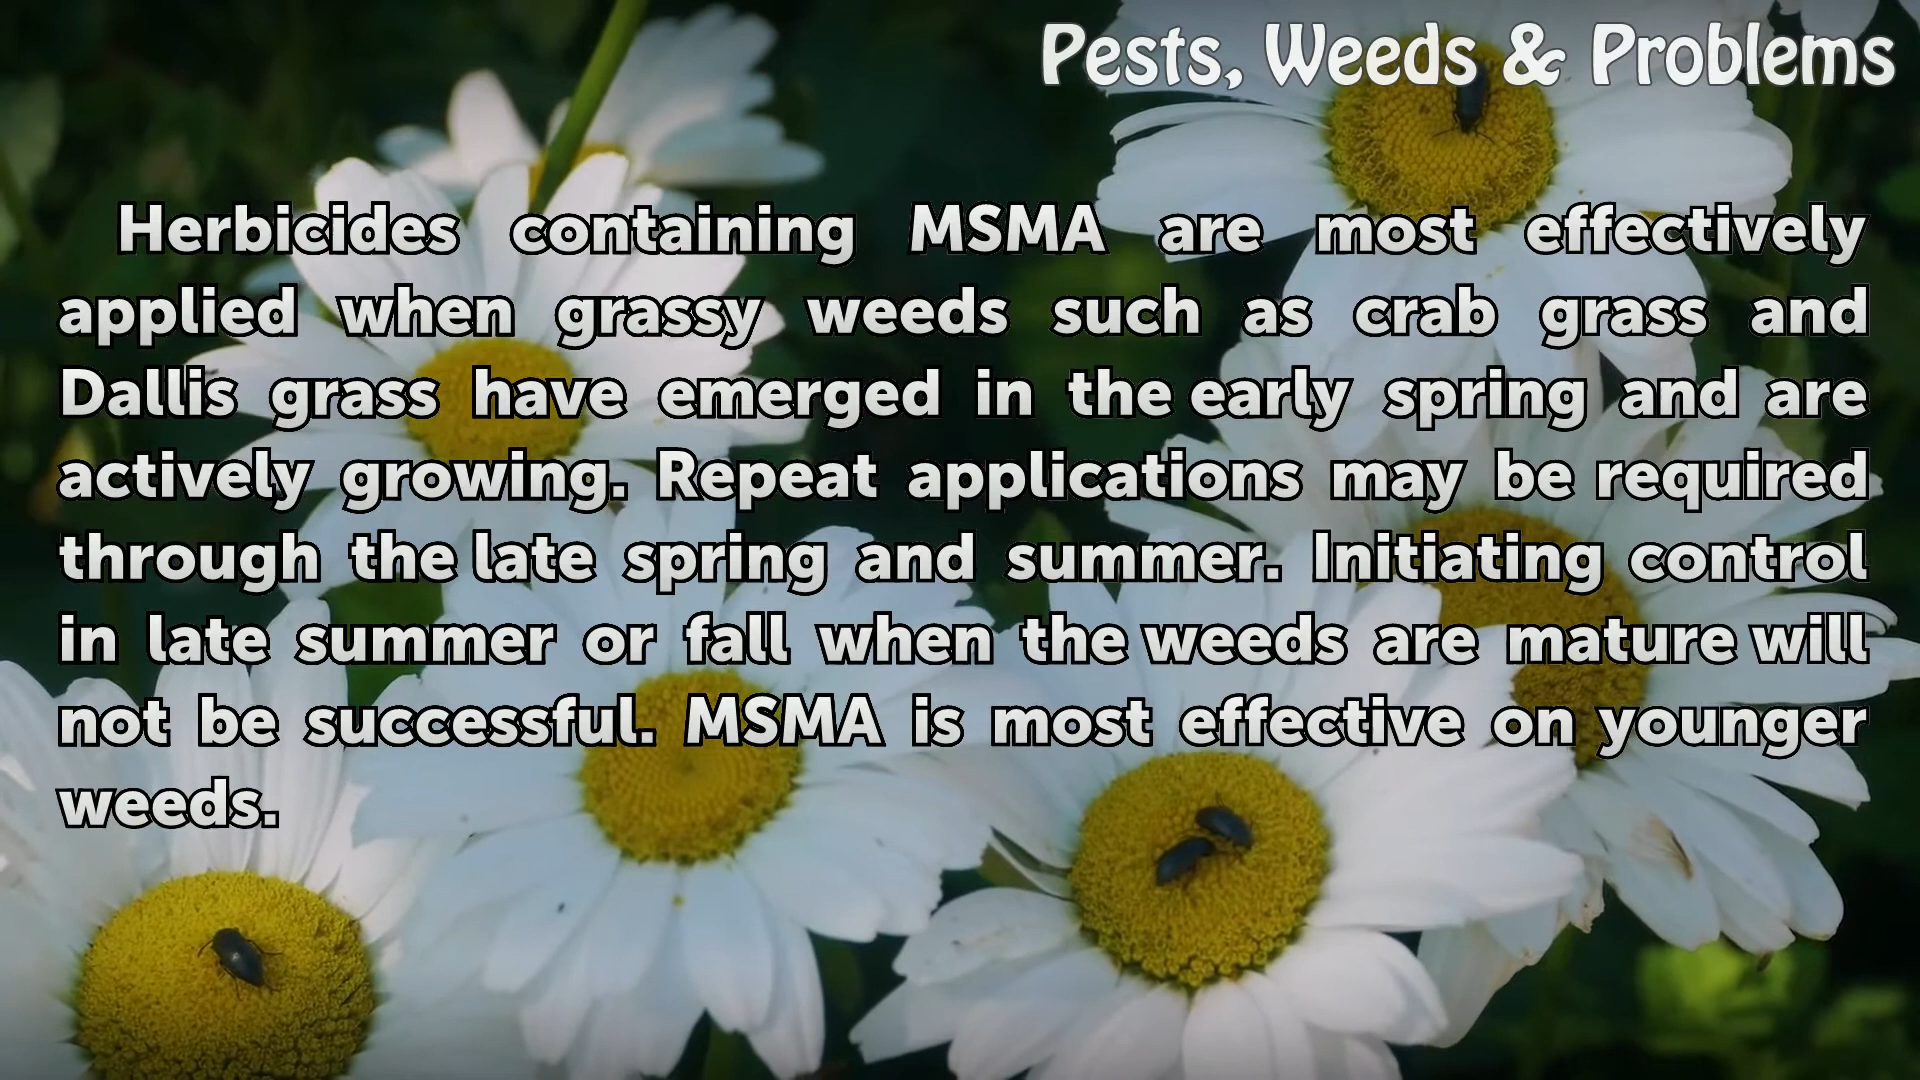 Pests, Weeds & Problems
Herbicides containing MSMA are most effectively
applied when grassy weeds such as crab grass and
Dallis grass have emerged in the early spring and are
actively growing. Repeat applications may be required
through the late spring and summer. Initiating control
in late summer or fall when the weeds are mature will
not be successful. MSMA is most effective on younger
weeds.